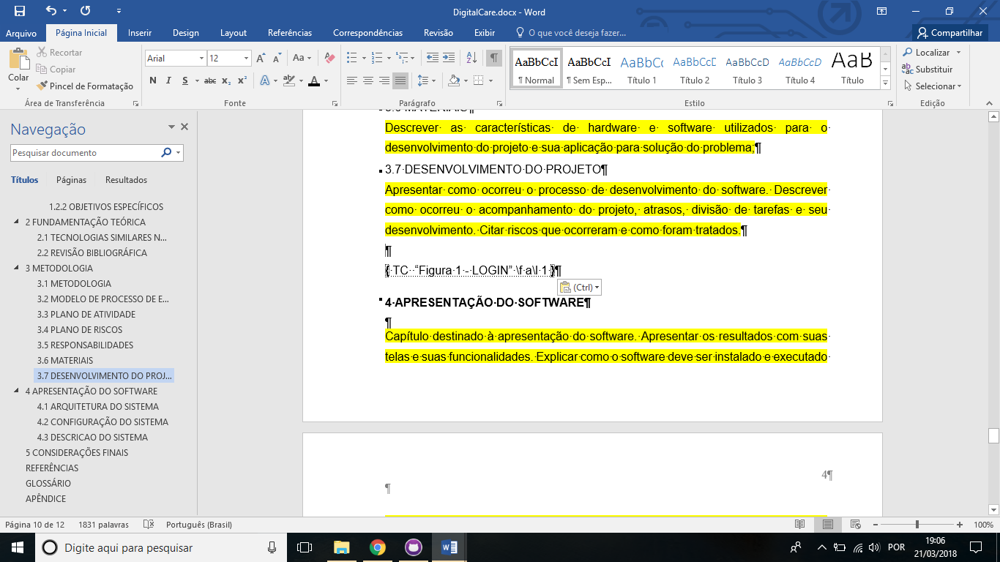 DigitalCare.docx - Word
Arquivo Página Inicial Inserir Design Layout Referências Correspondências Revisão Exibir O que você deseja fazer... Compartilhar
Colar
Recortar
Copiar
Pincel de Formatação
Área de Transferência
Arial 12
N I S abc x₂ x²
Fonte
Parágrafo
AaBbCcI AaBbCcI AaBbCc AaBbCcD AaBbCcD AaBbCcD AaB
¶ Normal ¶ Sem Esp... Título 1 Título 2 Título 3 Título 4 Título
Estilo
Localizar
Substituir
Selecionar
Edição
Navegação
Pesquisar documento
Títulos Páginas Resultados
1.2.2 OBJETIVOS ESPECÍFICOS
2 FUNDAMENTAÇÃO TEÓRICA
2.1 TECNOLOGIAS SIMILARES N...
2.2 REVISÃO BIBLIOGRÁFICA
3 METODOLOGIA
3.1 METODOLOGIA
3.2 MODELO DE PROCESSO DE E...
3.3 PLANO DE ATIVIDADE
3.4 PLANO DE RISCOS
3.5 RESPONSABILIDADES
3.6 MATERIAIS
3.7 DESENVOLVIMENTO DO PROJ...
4 APRESENTAÇÃO DO SOFTWARE
4.1 ARQUITETURA DO SISTEMA
4.2 CONFIGURAÇÃO DO SISTEMA
4.3 DESCRICAO DO SISTEMA
5 CONSIDERAÇÕES FINAIS
REFERÊNCIAS
GLOSSÁRIO
APÊNDICE
3.6 MATERIAIS¶
Descrever as características de hardware e software utilizados para o
desenvolvimento do projeto e sua aplicação para solução do problema;¶
3.7 DESENVOLVIMENTO DO PROJETO¶
Apresentar como ocorreu o processo de desenvolvimento do software. Descrever
como ocorreu o acompanhamento do projeto, atrasos, divisão de tarefas e seu
desenvolvimento. Citar riscos que ocorreram e como foram tratados.¶
¶
{ TC “Figura 1 - LOGIN” \f a\l 1 }¶
(Ctrl)
4 APRESENTAÇÃO DO SOFTWARE¶
¶
Capítulo destinado à apresentação do software. Apresentar os resultados com suas
telas e suas funcionalidades. Explicar como o software deve ser instalado e executado
4¶
¶
Página 10 de 12 1831 palavras Português (Brasil) 100%
Digite aqui para pesquisar
POR
19:06
21/03/2018